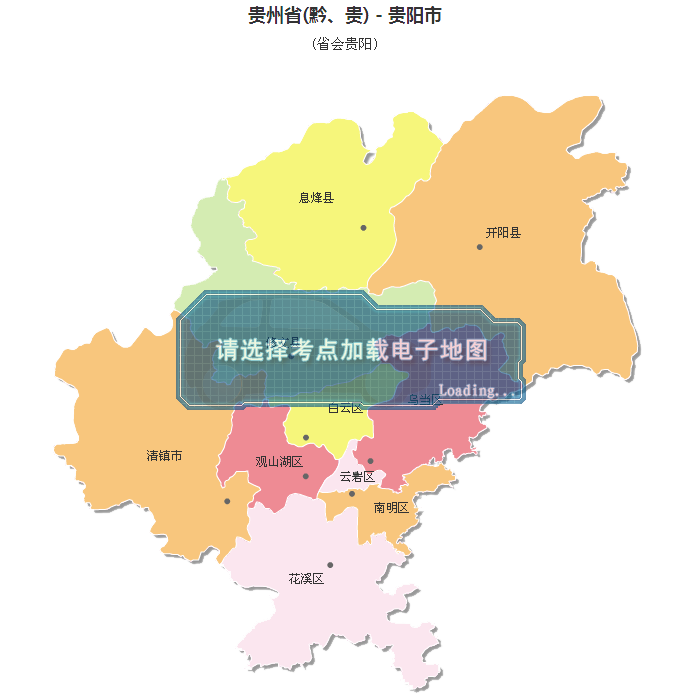 贵州省(黔、贵) - 贵阳市
(省会贵阳)
息烽县
开阳县
请选择考点加载电子地图
Loading...
乌当区
白云区
清镇市
观山湖区
云岩区
南明区
花溪区